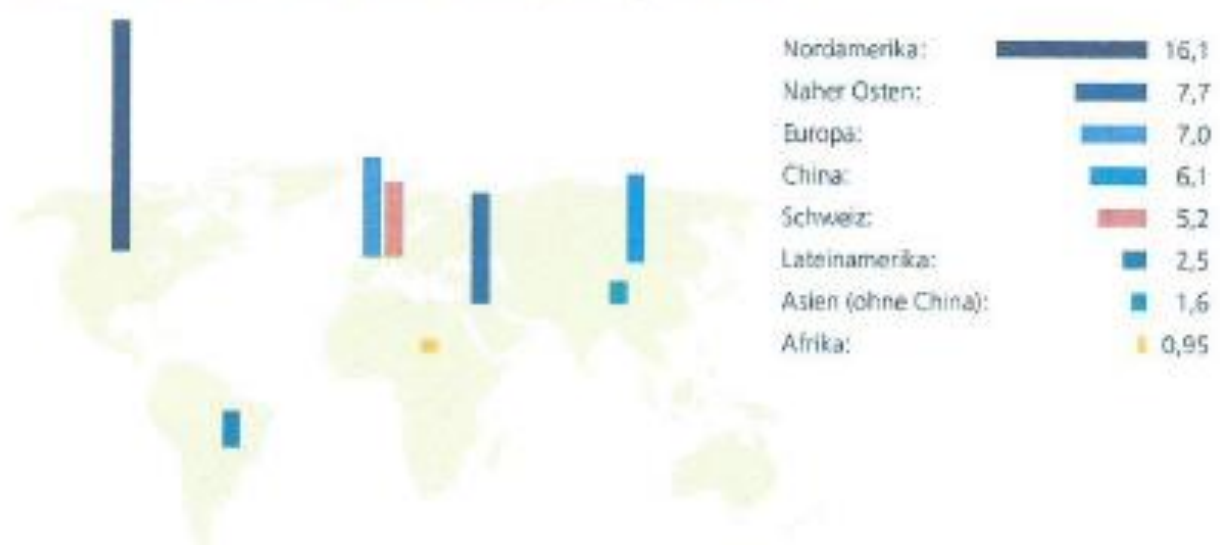 Nordamerika: 16,1
Naher Osten: 7,7
Europa: 7,0
China: 6,1
Schweiz: 5,2
Lateinamerika: 2,5
Asien (ohne China): 1,6
Afrika: 0,95